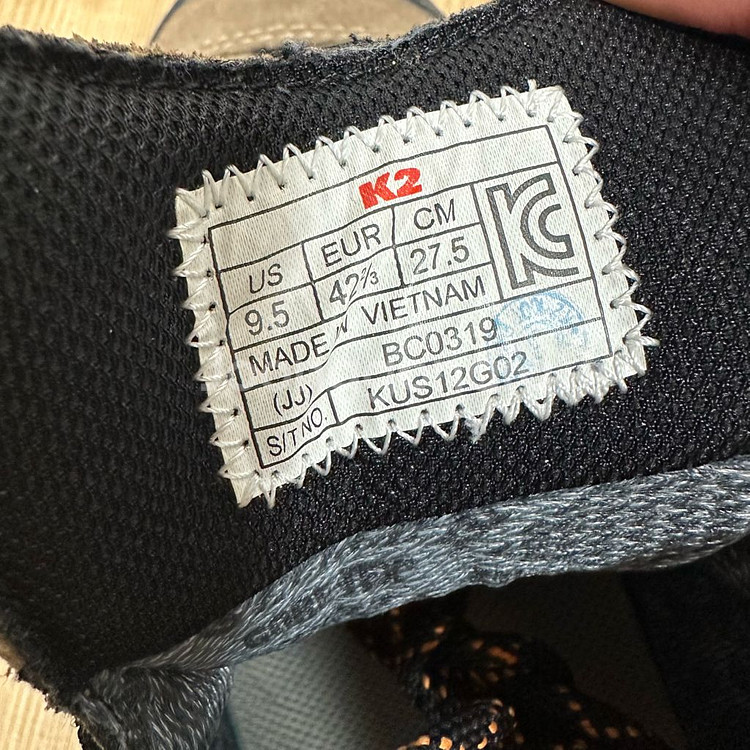 K2
US EUR CM
9.5 42⅔ 27.5
MADE IN VIETNAM
(JJ) BC0319
S/T NO. KUS12G02